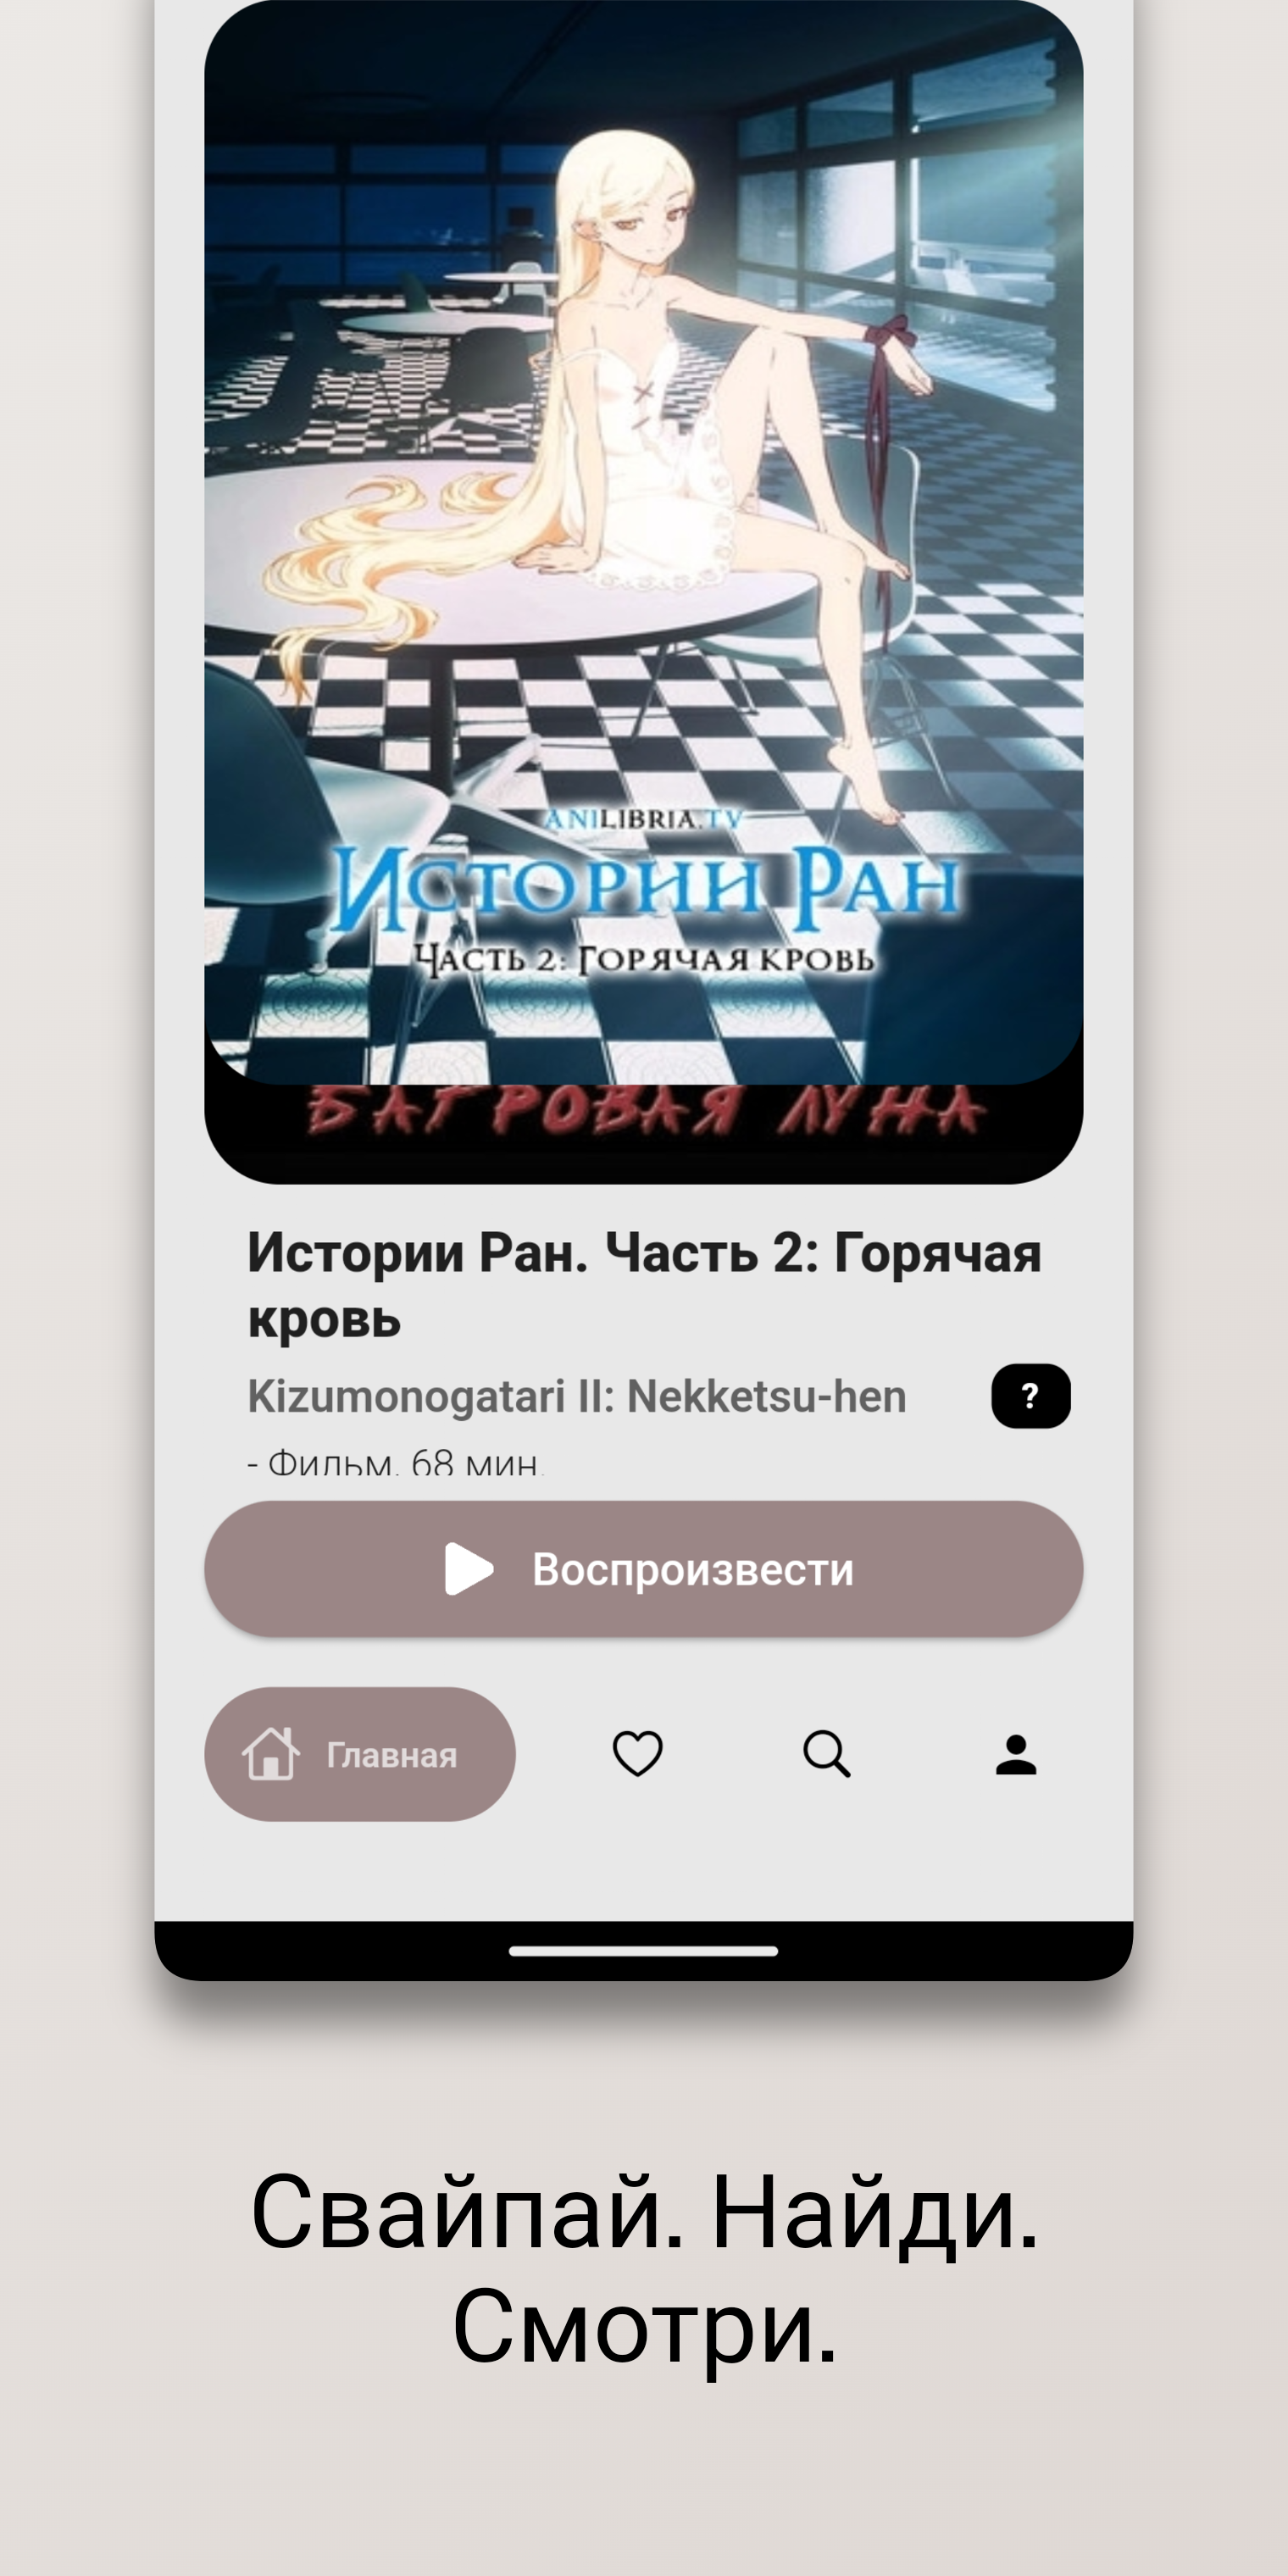 ANILIBRIA.TV
Истории Ран
Часть 2: Горячая кровь
БАГРОВАЯ ЛУНА
Истории Ран. Часть 2: Горячая
кровь
Kizumonogatari II: Nekketsu-hen
?
- Фильм. 68 мин.
Воспроизвести
Главная
Свайпай. Найди.
Смотри.